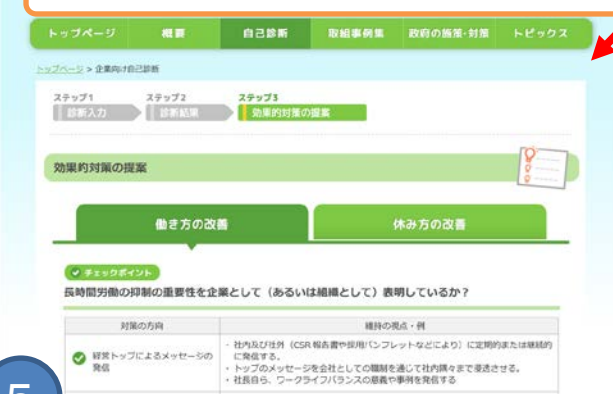 トップページ 概要 自己診断 取組事例集 政府の施策・対策 トピックス
トップページ > 企業向け自己診断
ステップ1 ステップ2 ステップ3
診断入力 診断結果 効果的対策の提案
効果的対策の提案
働き方の改善 休み方の改善
チェックポイント
長時間労働の抑制の重要性を企業として（あるいは組織として）表明しているか？
対策の方向 維持の視点・例
経営トップによるメッセージの
発信
・社内及び社外（CSR 報告書や採用パンフレットなどにより）に定期的または継続的
に発信する。
・トップのメッセージを会社としての職制を通じて社内隅々まで浸透させる。
・社長自ら、ワークライフバランスの意義や事例を発信する
5